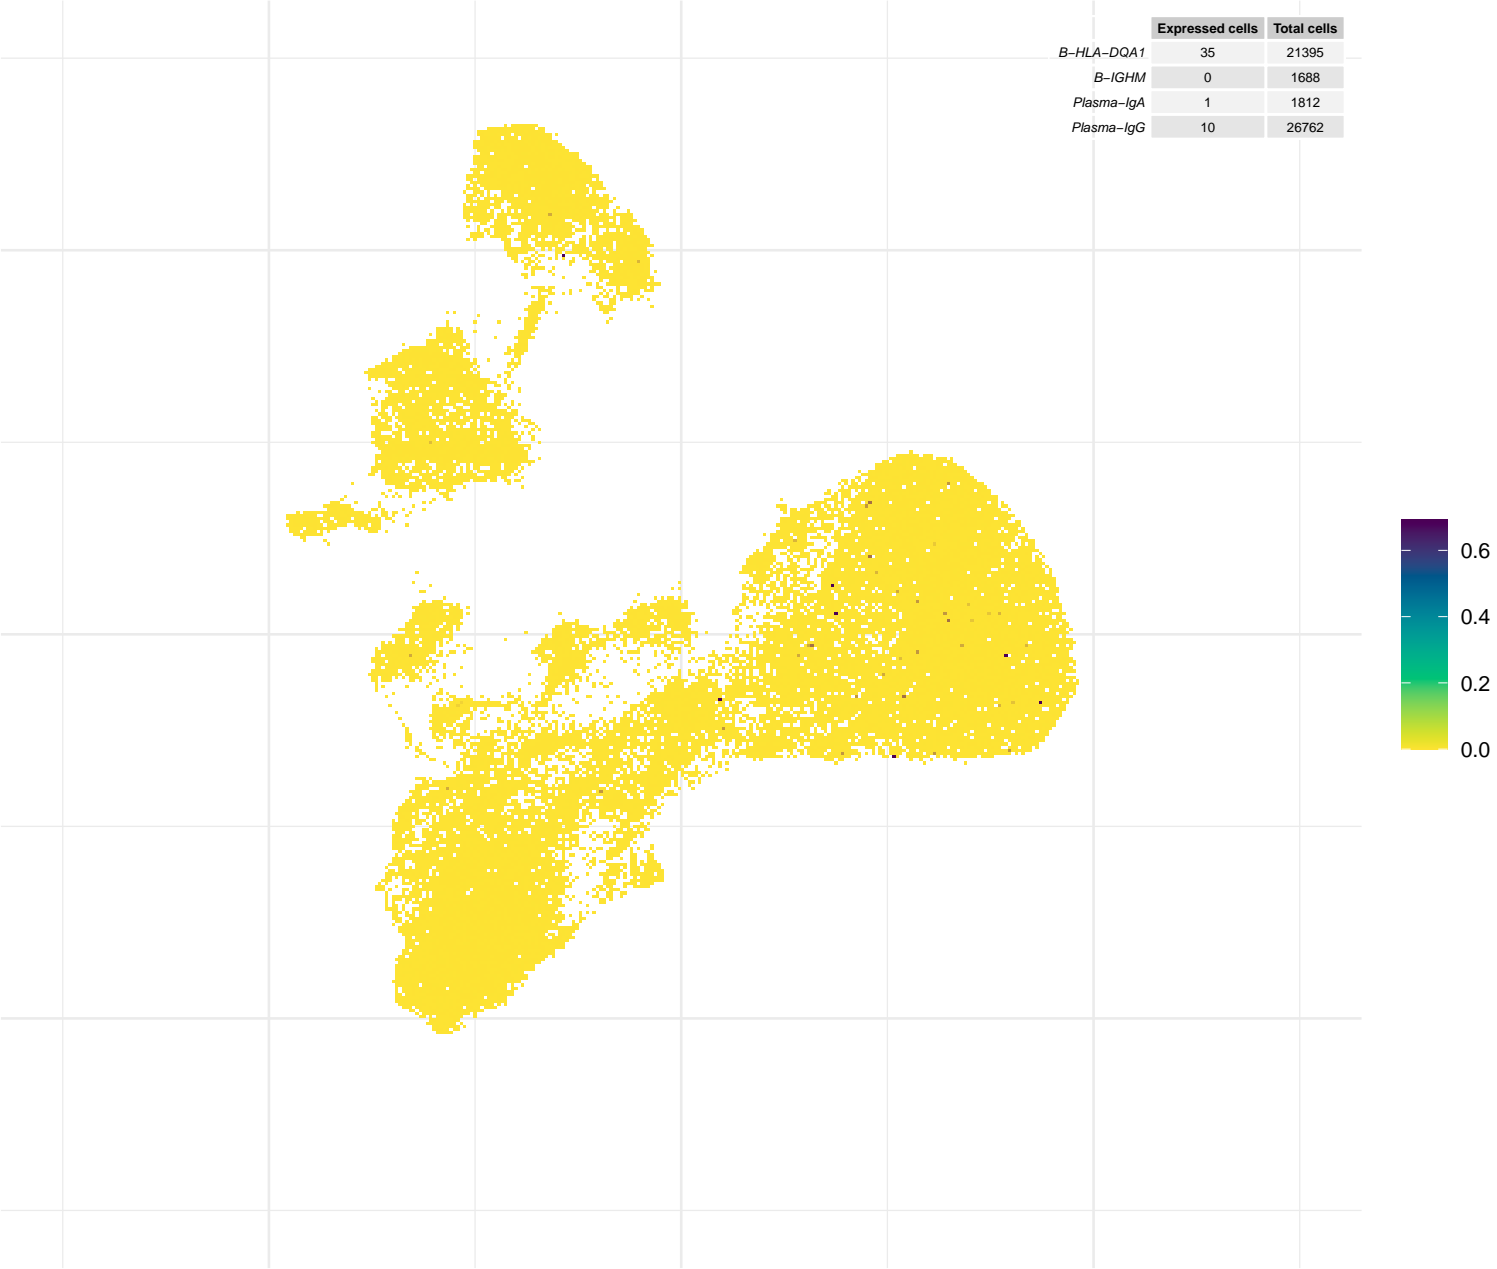 Expressed cells Total cells
B−HLA−DQA1 35 21395
B−IGHM 0 1688
Plasma−IgA 1 1812
Plasma−IgG 10 26762
0.6
0.4
0.2
0.0